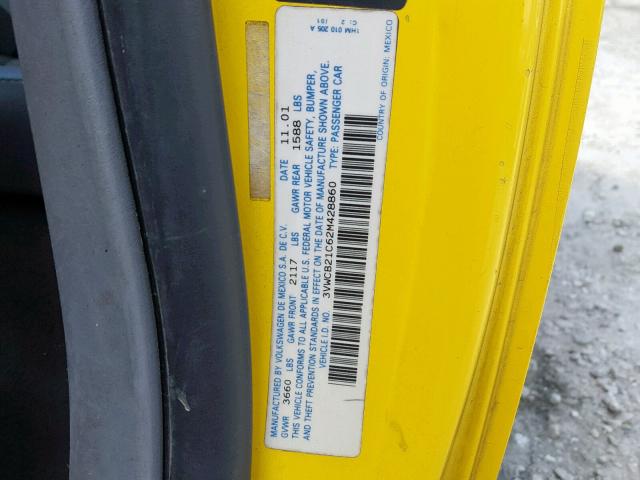 1HM 010 205 A
MANUFACTURED BY VOLKSWAGEN DE MEXICO S.A. DE C.V. DATE 11.01
GVWR 3660 LBS GAWR FRONT 2117 LBS GAWR REAR 1588 LBS
THIS VEHICLE CONFORMS TO ALL APPLICABLE U.S. FEDERAL MOTOR VEHICLE SAFETY, BUMPER,
AND THEFT PREVENTION STANDARDS IN EFFECT ON THE DATE OF MANUFACTURE SHOWN ABOVE.
VEHICLE I.D. NO. 3VWCB21C62M428860 TYPE: PASSENGER CAR
COUNTRY OF ORIGIN: MEXICO